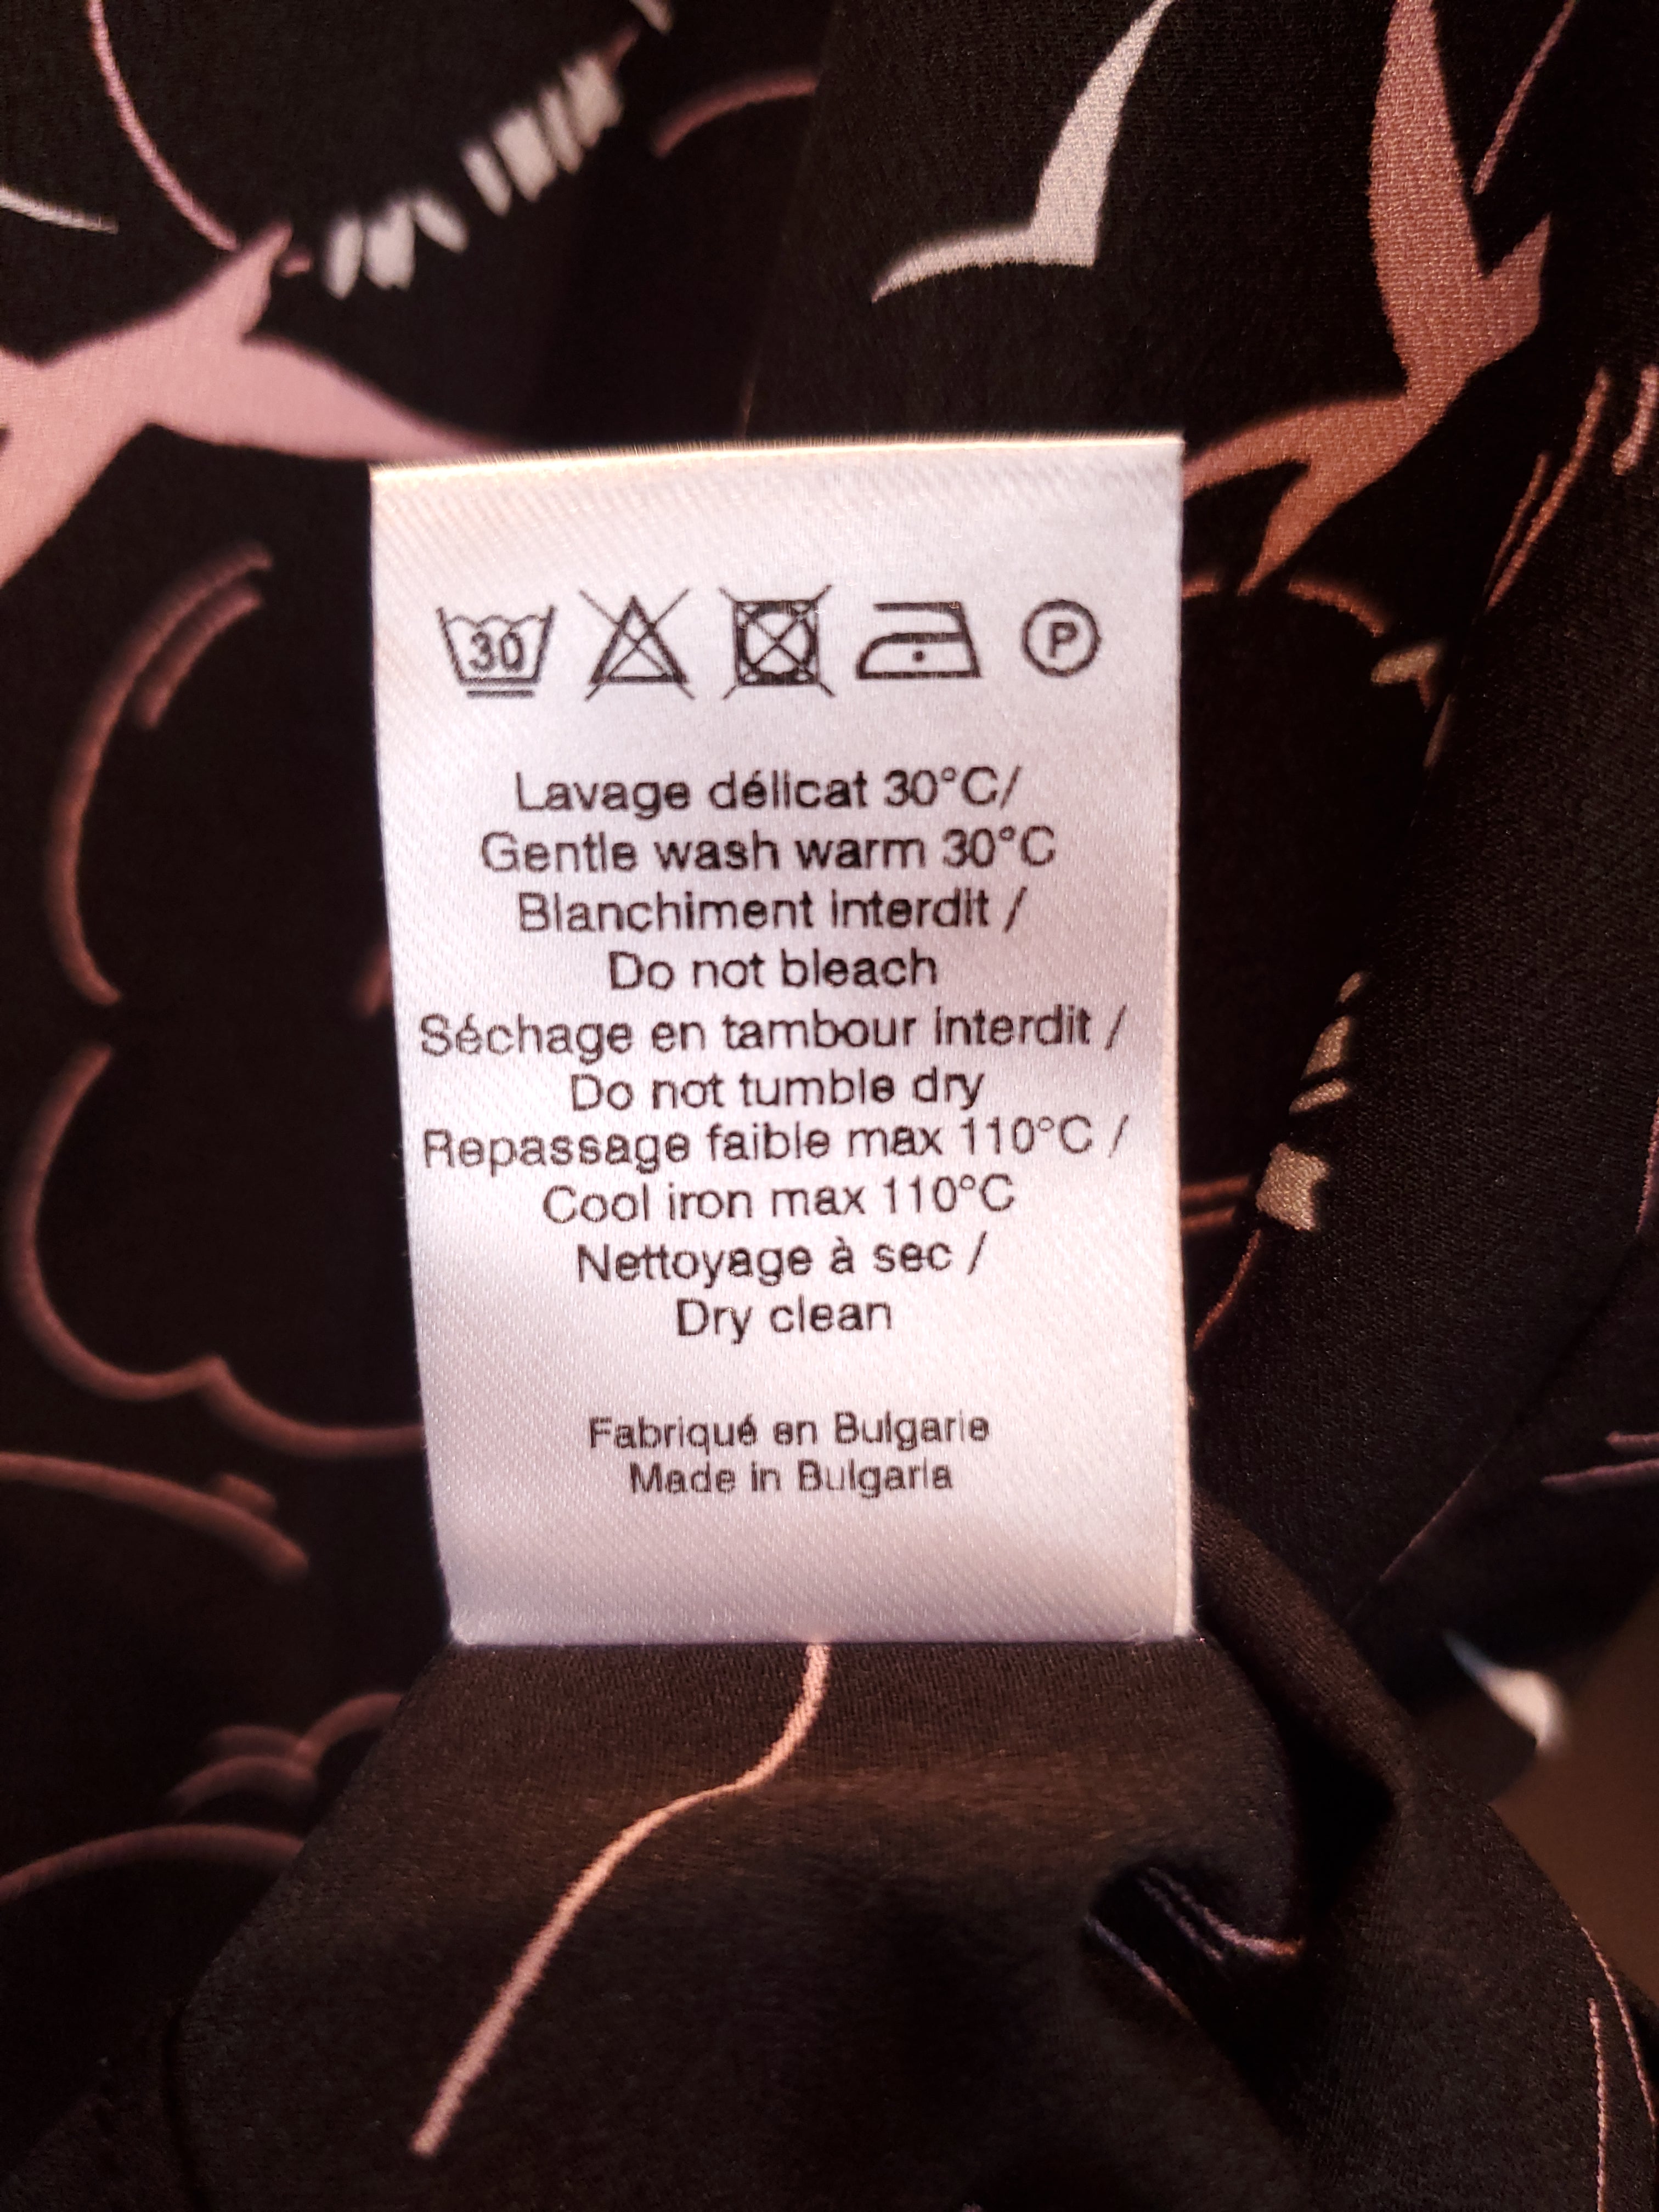 30 P
Lavage délicat 30°C/
Gentle wash warm 30°C
Blanchiment interdit /
Do not bleach
Séchage en tambour interdit /
Do not tumble dry
Repassage faible max 110°C /
Cool iron max 110°C
Nettoyage à sec /
Dry clean
Fabriqué en Bulgarie
Made in Bulgaria